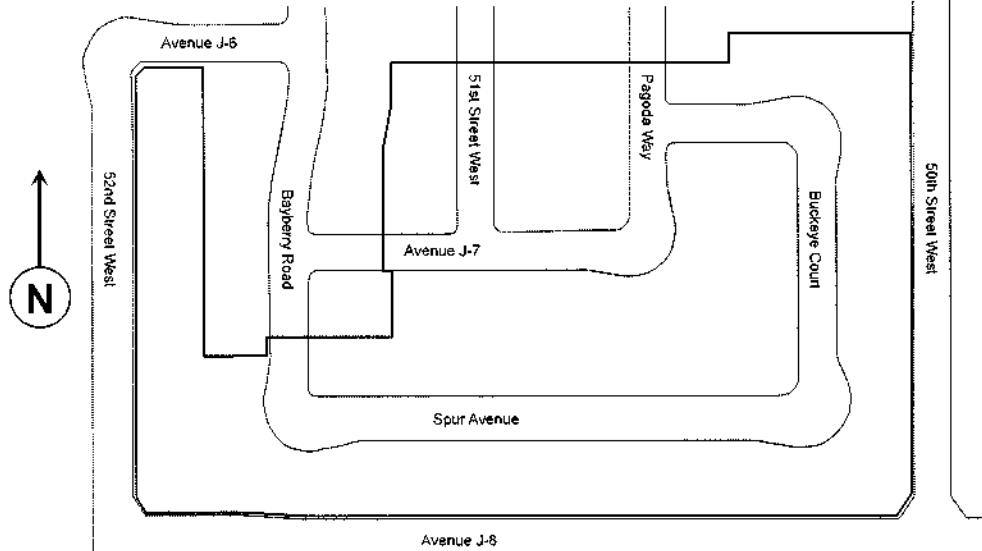 Avenue J-6
51st Street West
Pagoda Way
52nd Street West
Bayberry Road
Buckeye Court
50th Street West
Avenue J-7
N
Spur Avenue
Avenue J-8